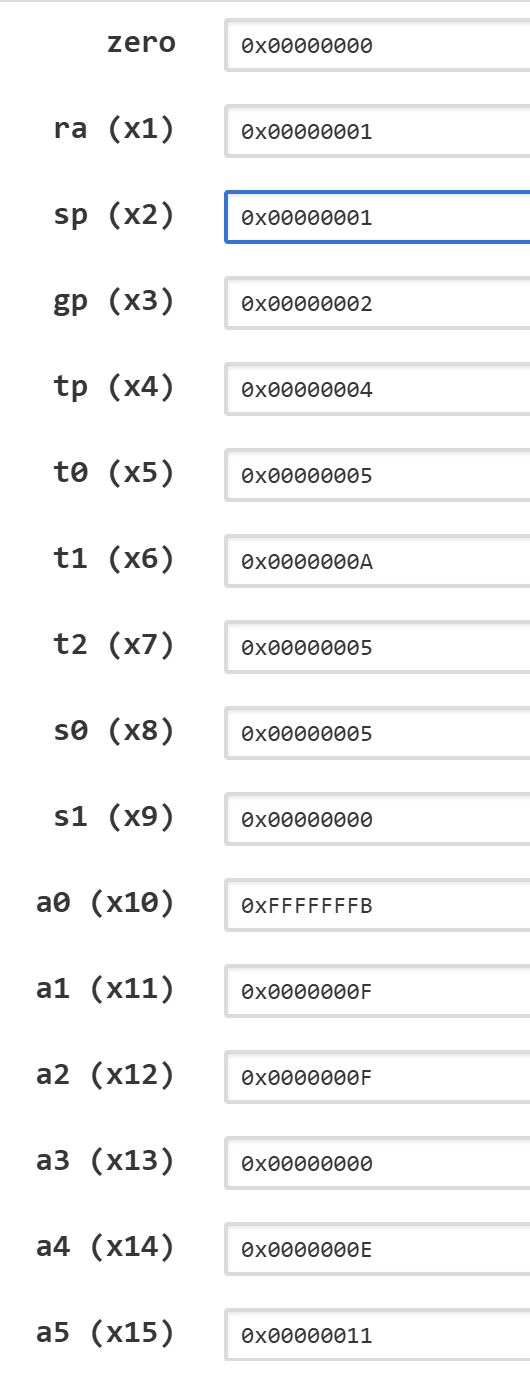 zero 0x00000000
ra (x1) 0x00000001
sp (x2) 0x00000001
gp (x3) 0x00000002
tp (x4) 0x00000004
t0 (x5) 0x00000005
t1 (x6) 0x0000000A
t2 (x7) 0x00000005
s0 (x8) 0x00000005
s1 (x9) 0x00000000
a0 (x10) 0xFFFFFFFB
a1 (x11) 0x0000000F
a2 (x12) 0x0000000F
a3 (x13) 0x00000000
a4 (x14) 0x0000000E
a5 (x15) 0x00000011